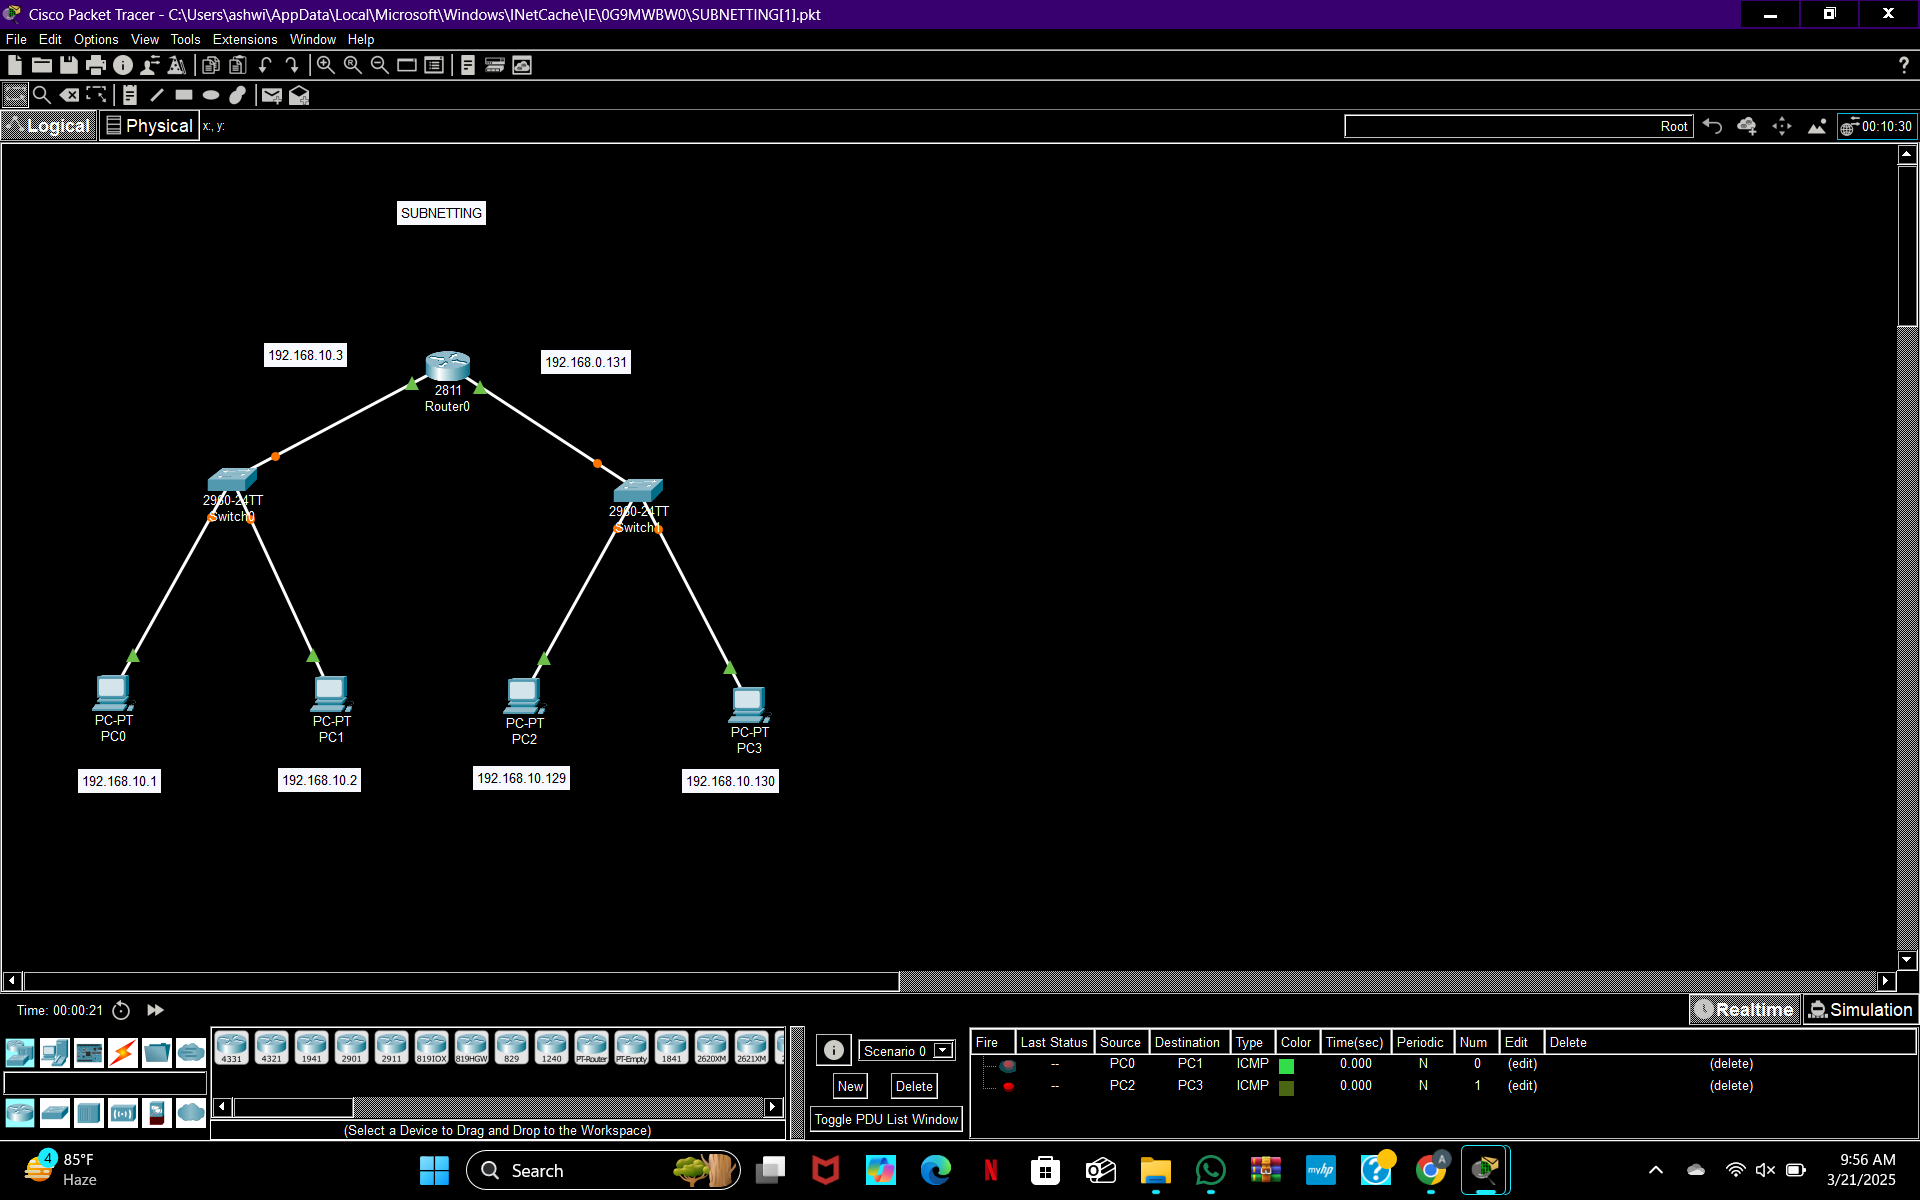 Cisco Packet Tracer - C:\Users\ashwi\AppData\Local\Microsoft\Windows\INetCache\IE\0G9MWBW0\SUBNETTING[1].pkt
File Edit Options View Tools Extensions Window Help
Logical Physical x:, y: Root 00:10:30
SUBNETTING
192.168.10.3
192.168.0.131
2811
Router0
2960-24TT
Switch0
2960-24TT
Switch1
PC-PT
PC0
PC-PT
PC1
PC-PT
PC2
PC-PT
PC3
192.168.10.1
192.168.10.2
192.168.10.129
192.168.10.130
Time: 00:00:21
Realtime Simulation
4331 4321 1941 2901 2911 819IOX 819HGW 829 1240 PT-Router PT-Empty 1841 2620XM 2621XM
(Select a Device to Drag and Drop to the Workspace)
Scenario 0
New Delete
Toggle PDU List Window
Fire Last Status Source Destination Type Color Time(sec) Periodic Num Edit Delete
-- PC0 PC1 ICMP 0.000 N 0 (edit) (delete)
-- PC2 PC3 ICMP 0.000 N 1 (edit) (delete)
4 85°F
Haze
Search
myhp
A
9:56 AM
3/21/2025